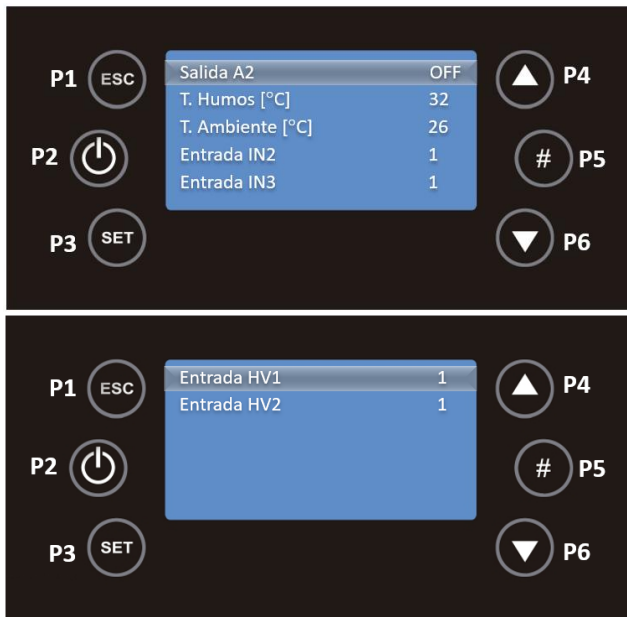 P1 ESC
Salida A2 OFF
P4
T. Humos [°C] 32
T. Ambiente [°C] 26
P2
Entrada IN2 1
# P5
Entrada IN3 1
P3 SET
P6
P1 ESC
Entrada HV1 1
P4
Entrada HV2 1
P2
# P5
P3 SET
P6